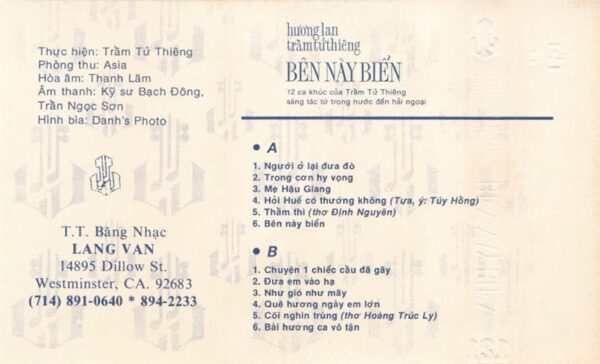 Thực hiện: Trầm Tử Thiêng
Phòng thu: Asia
Hòa âm: Thanh Lâm
Âm thanh: Kỹ sư Bạch Đông,
Trần Ngọc Sơn
Hình bìa: Danh's Photo
T.T. Băng Nhạc
LANG VAN
14895 Dillow St.
Westminster, CA. 92683
(714) 891-0640 * 894-2233
hương lan
trầm tử thiêng
BÊN NÀY BIỂN
12 ca khúc của Trầm Tử Thiêng
sáng tác từ trong nước đến hải ngoại
• A
1. Người ở lại đưa đò
2. Trong cơn hy vọng
3. Mẹ Hậu Giang
4. Hỏi Huế có thương không (Tựa, ý: Túy Hồng)
5. Thầm thì (thơ Định Nguyên)
6. Bên này biển
• B
1. Chuyện 1 chiếc cầu đã gãy
2. Đưa em vào hạ
3. Như gió như mây
4. Quê hương ngày em lớn
5. Cõi nghìn trùng (thơ Hoàng Trúc Ly)
6. Bài hương ca vô tận